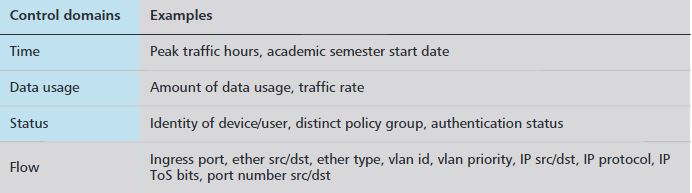 Control domains Examples
Time Peak traffic hours, academic semester start date
Data usage Amount of data usage, traffic rate
Status Identity of device/user, distinct policy group, authentication status
Flow Ingress port, ether src/dst, ether type, vlan id, vlan priority, IP src/dst, IP protocol, IP
ToS bits, port number src/dst